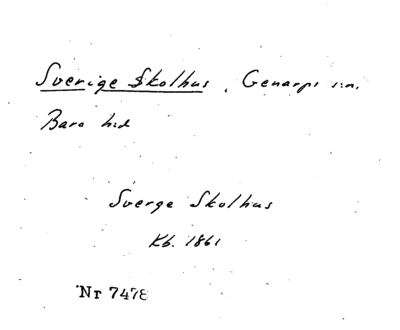 Sverige Skolhus, Genarps s:n.
Bara hd
Sverge Skolhus
Kb. 1861
Nr 7478